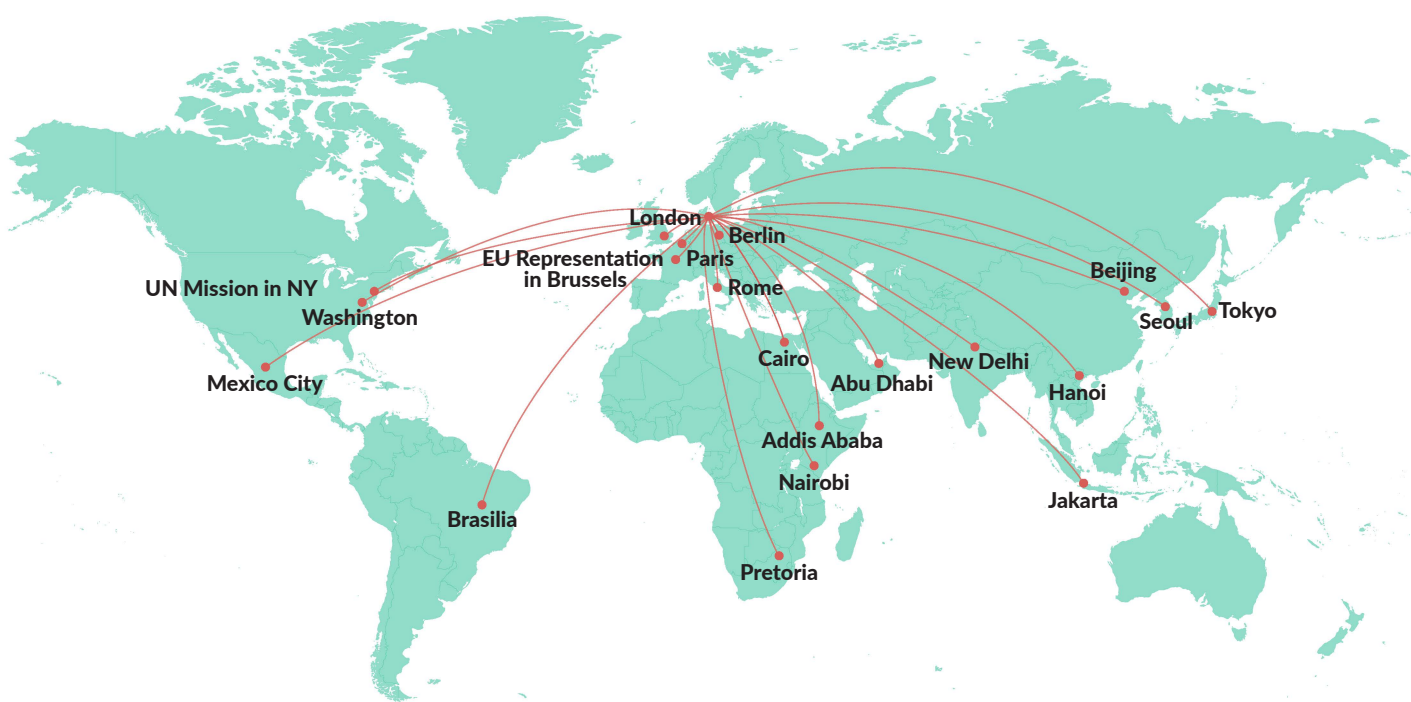 London
Berlin
EU Representation
in Brussels
Paris
Rome
UN Mission in NY
Washington
Mexico City
Brasilia
Cairo
Abu Dhabi
New Delhi
Beijing
Seoul
Tokyo
Hanoi
Addis Ababa
Nairobi
Jakarta
Pretoria